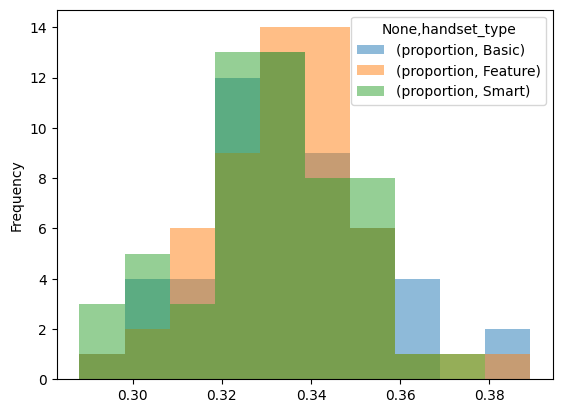 14
12
10
8
6
4
2
0
Frequency
0.30 0.32 0.34 0.36 0.38
None,handset_type
(proportion, Basic)
(proportion, Feature)
(proportion, Smart)